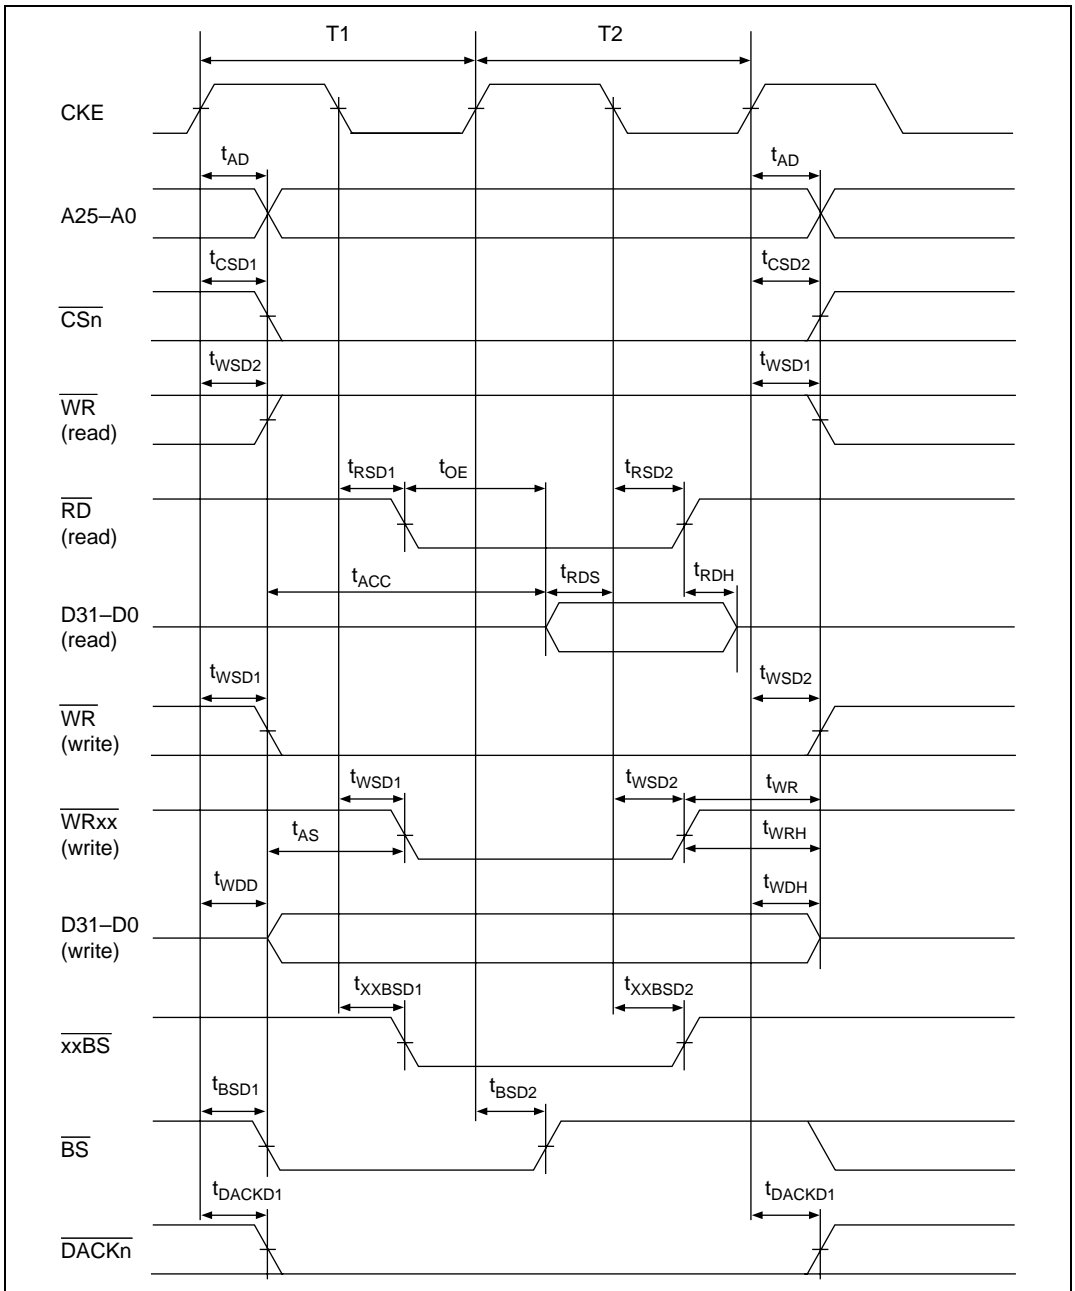 T1 T2
CKE
tAD tAD
A25–A0
tCSD1 tCSD2
CSn
tWSD2 tWSD1
WR
(read)
tRSD1 tOE tRSD2
RD
(read)
tACC tRDS tRDH
D31–D0
(read)
tWSD1 tWSD2
WR
(write)
tWSD1 tWSD2 tWR
WRxx
(write)
tAS tWRH
tWDD tWDH
D31–D0
(write)
tXXBSD1 tXXBSD2
xxBS
tBSD1 tBSD2
BS
tDACKD1 tDACKD1
DACKn